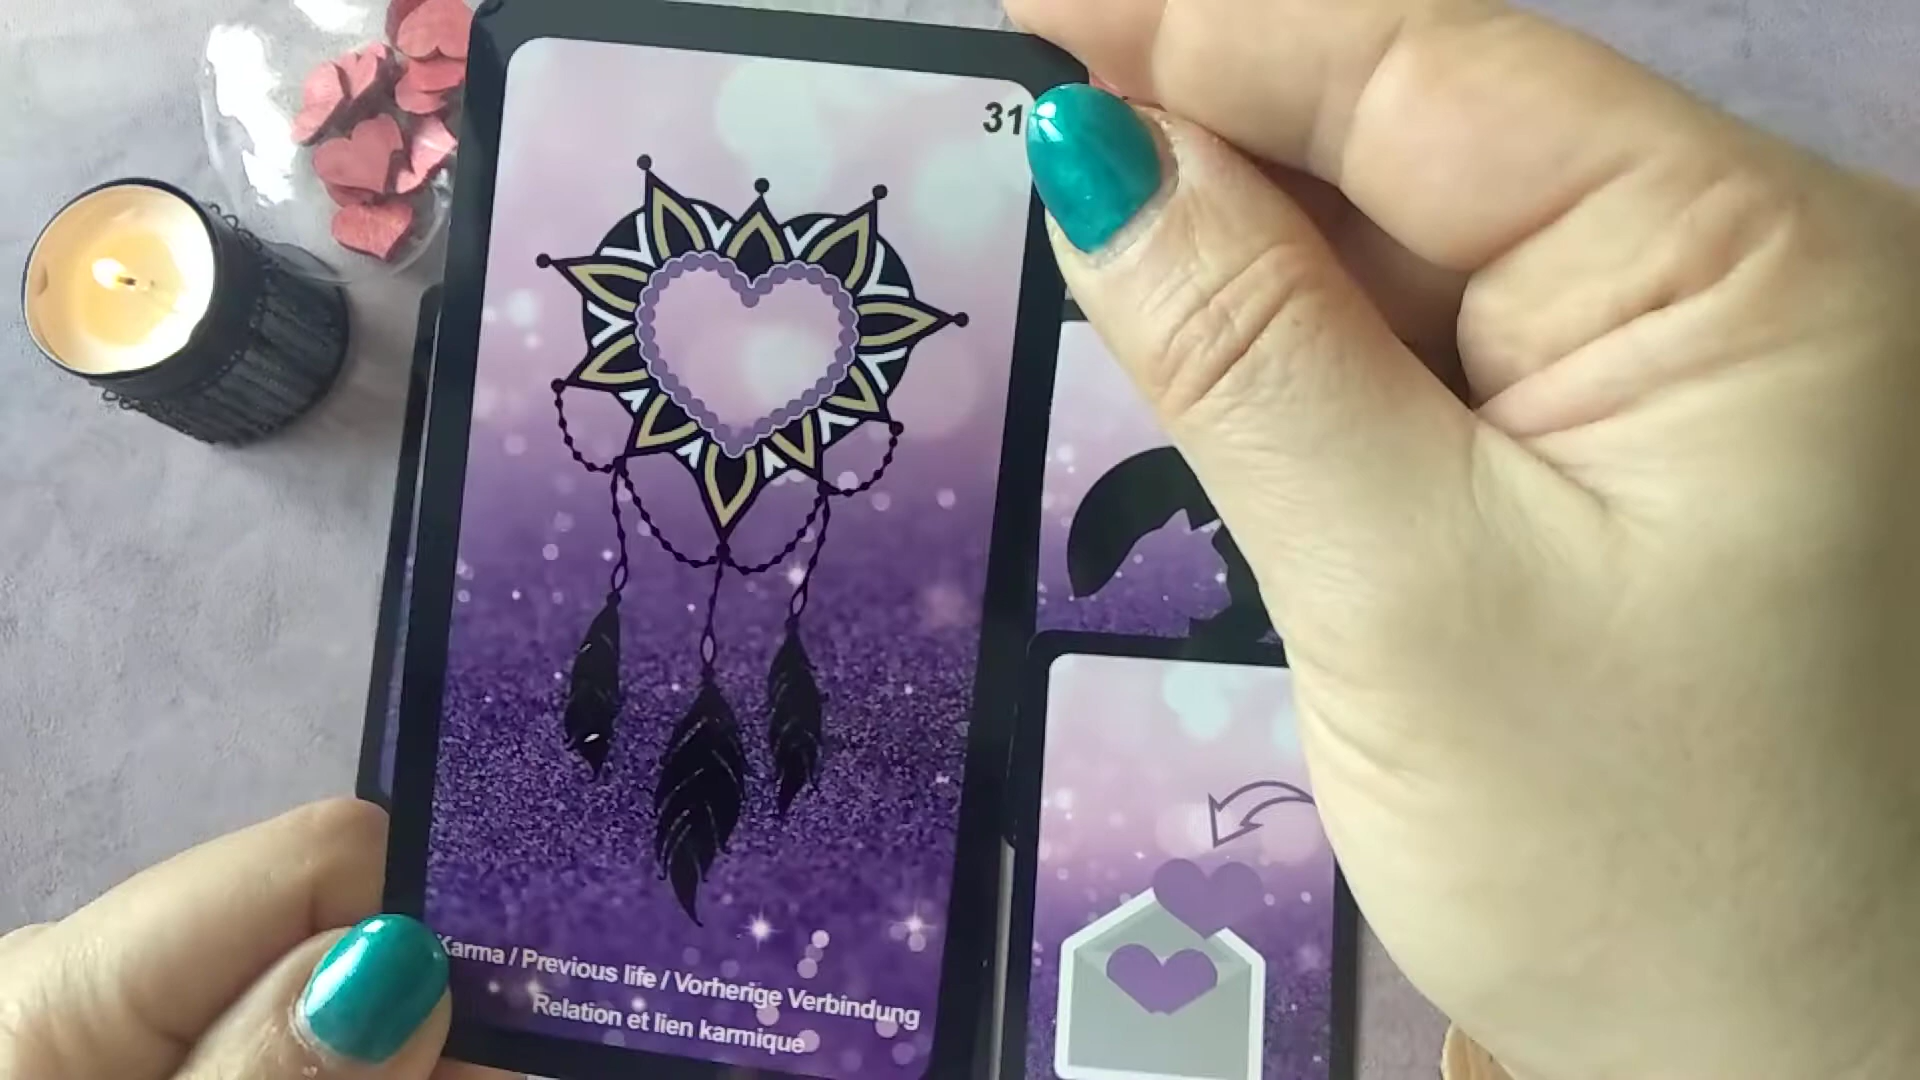 31
Karma / Previous life / Vorherige Verbindung
Relation et lien karmique